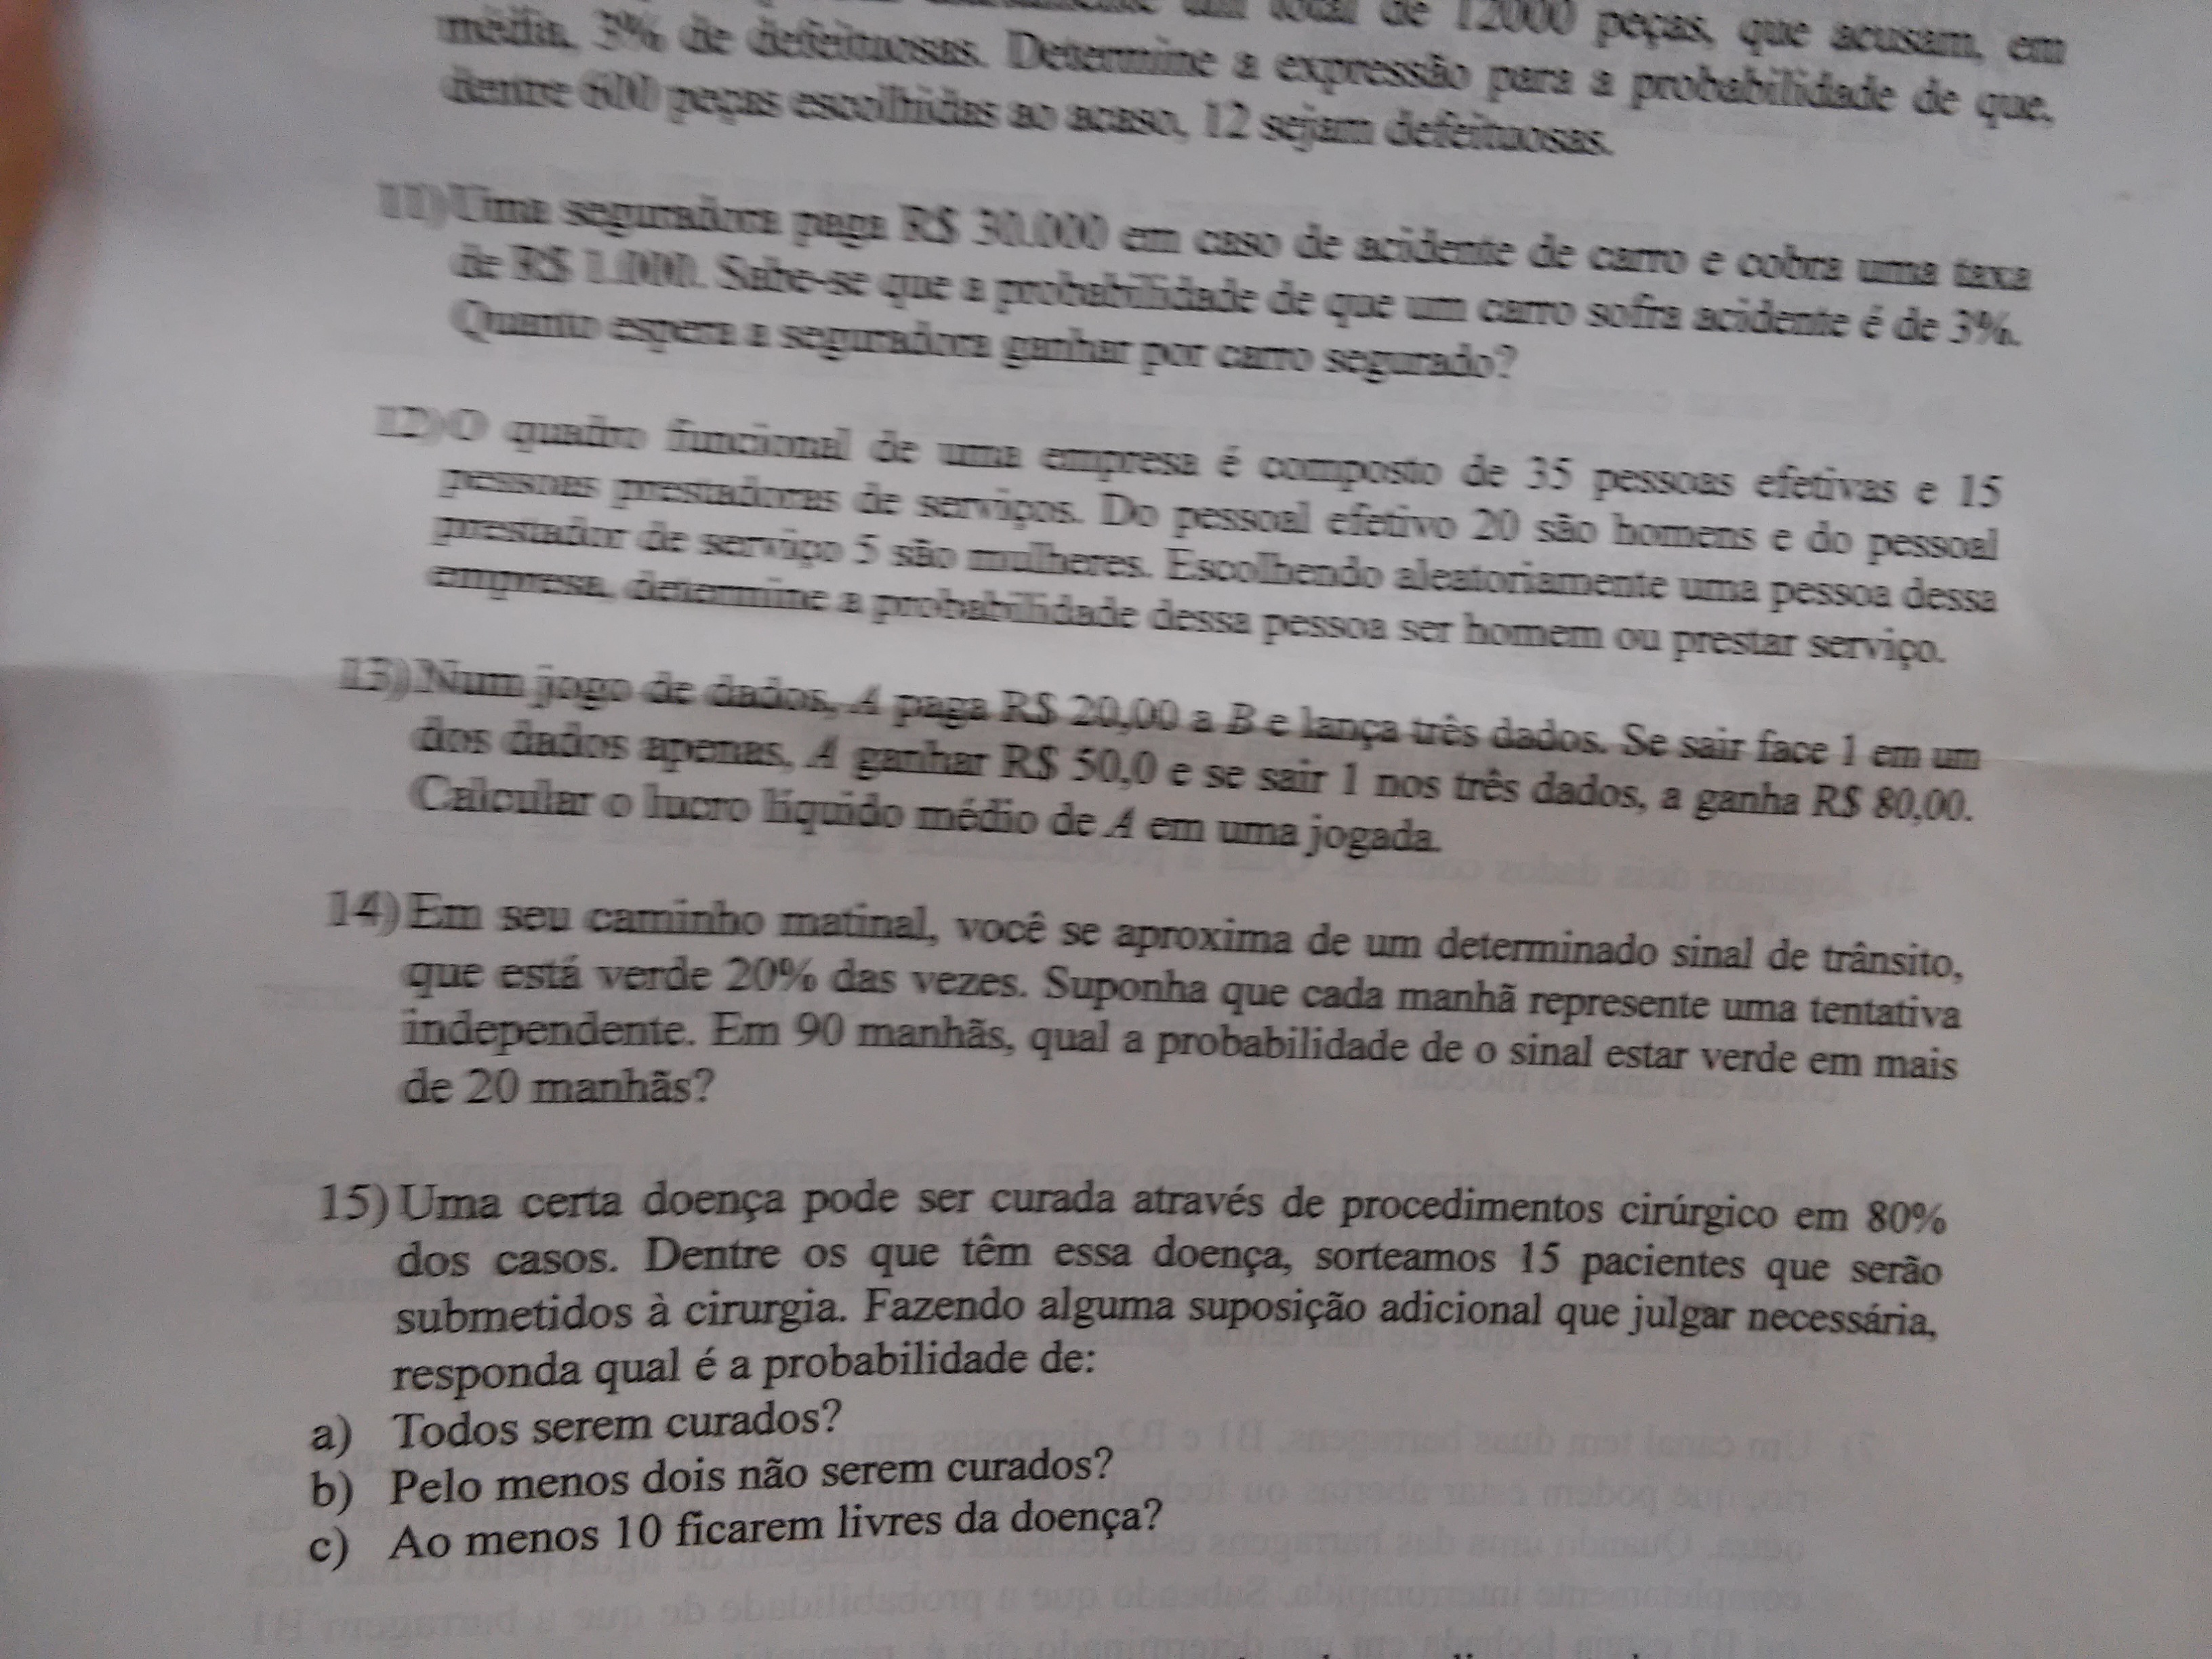 um total de 12000 peças, que acusam, em
média, 3% de defeituosas. Determine a expressão para a probabilidade de que,
dentre 600 peças escolhidas ao acaso, 12 sejam defeituosas.
11) Uma seguradora paga R$ 30.000 em caso de acidente de carro e cobra uma taxa
de R$ 1.000. Sabe-se que a probabilidade de que um carro sofra acidente é de 3%.
Quanto espera a seguradora ganhar por carro segurado?
12) O quadro funcional de uma empresa é composto de 35 pessoas efetivas e 15
pessoas prestadoras de serviços. Do pessoal efetivo 20 são homens e do pessoal
prestador de serviço 5 são mulheres. Escolhendo aleatoriamente uma pessoa dessa
empresa, determine a probabilidade dessa pessoa ser homem ou prestar serviço.
13) Num jogo de dados, A paga R$ 20,00 a B e lança três dados. Se sair face 1 em um
dos dados apenas, A ganhar R$ 50,0 e se sair 1 nos três dados, a ganha R$ 80,00.
Calcular o lucro líquido médio de A em uma jogada.
14) Em seu caminho matinal, você se aproxima de um determinado sinal de trânsito,
que está verde 20% das vezes. Suponha que cada manhã represente uma tentativa
independente. Em 90 manhãs, qual a probabilidade de o sinal estar verde em mais
de 20 manhãs?
15) Uma certa doença pode ser curada através de procedimentos cirúrgico em 80%
dos casos. Dentre os que têm essa doença, sorteamos 15 pacientes que serão
submetidos à cirurgia. Fazendo alguma suposição adicional que julgar necessária,
responda qual é a probabilidade de:
a) Todos serem curados?
b) Pelo menos dois não serem curados?
c) Ao menos 10 ficarem livres da doença?